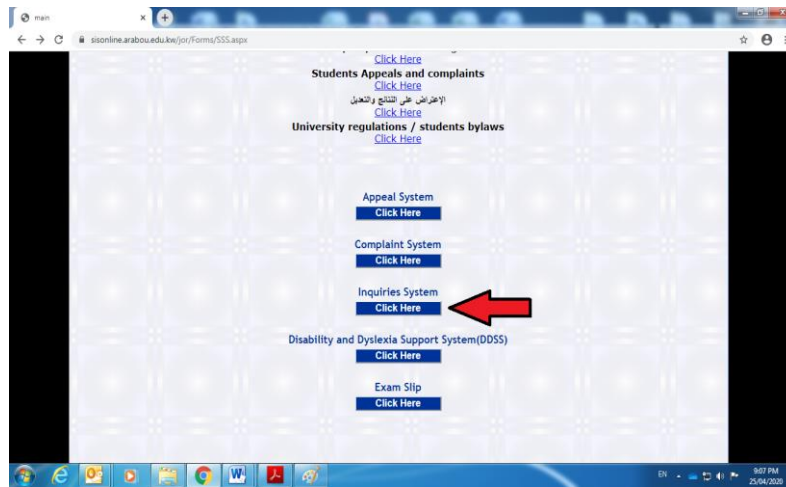 main
sisonline.arabou.edu.kw/jor/Forms/SSS.aspx
Click Here
Students Appeals and complaints
Click Here
الإعتراض على النتائج والتعديل
Click Here
University regulations / students bylaws
Click Here
Appeal System
Click Here
Complaint System
Click Here
Inquiries System
Click Here
Disability and Dyslexia Support System(DDSS)
Click Here
Exam Slip
Click Here
EN
9:07 PM
25/04/2020